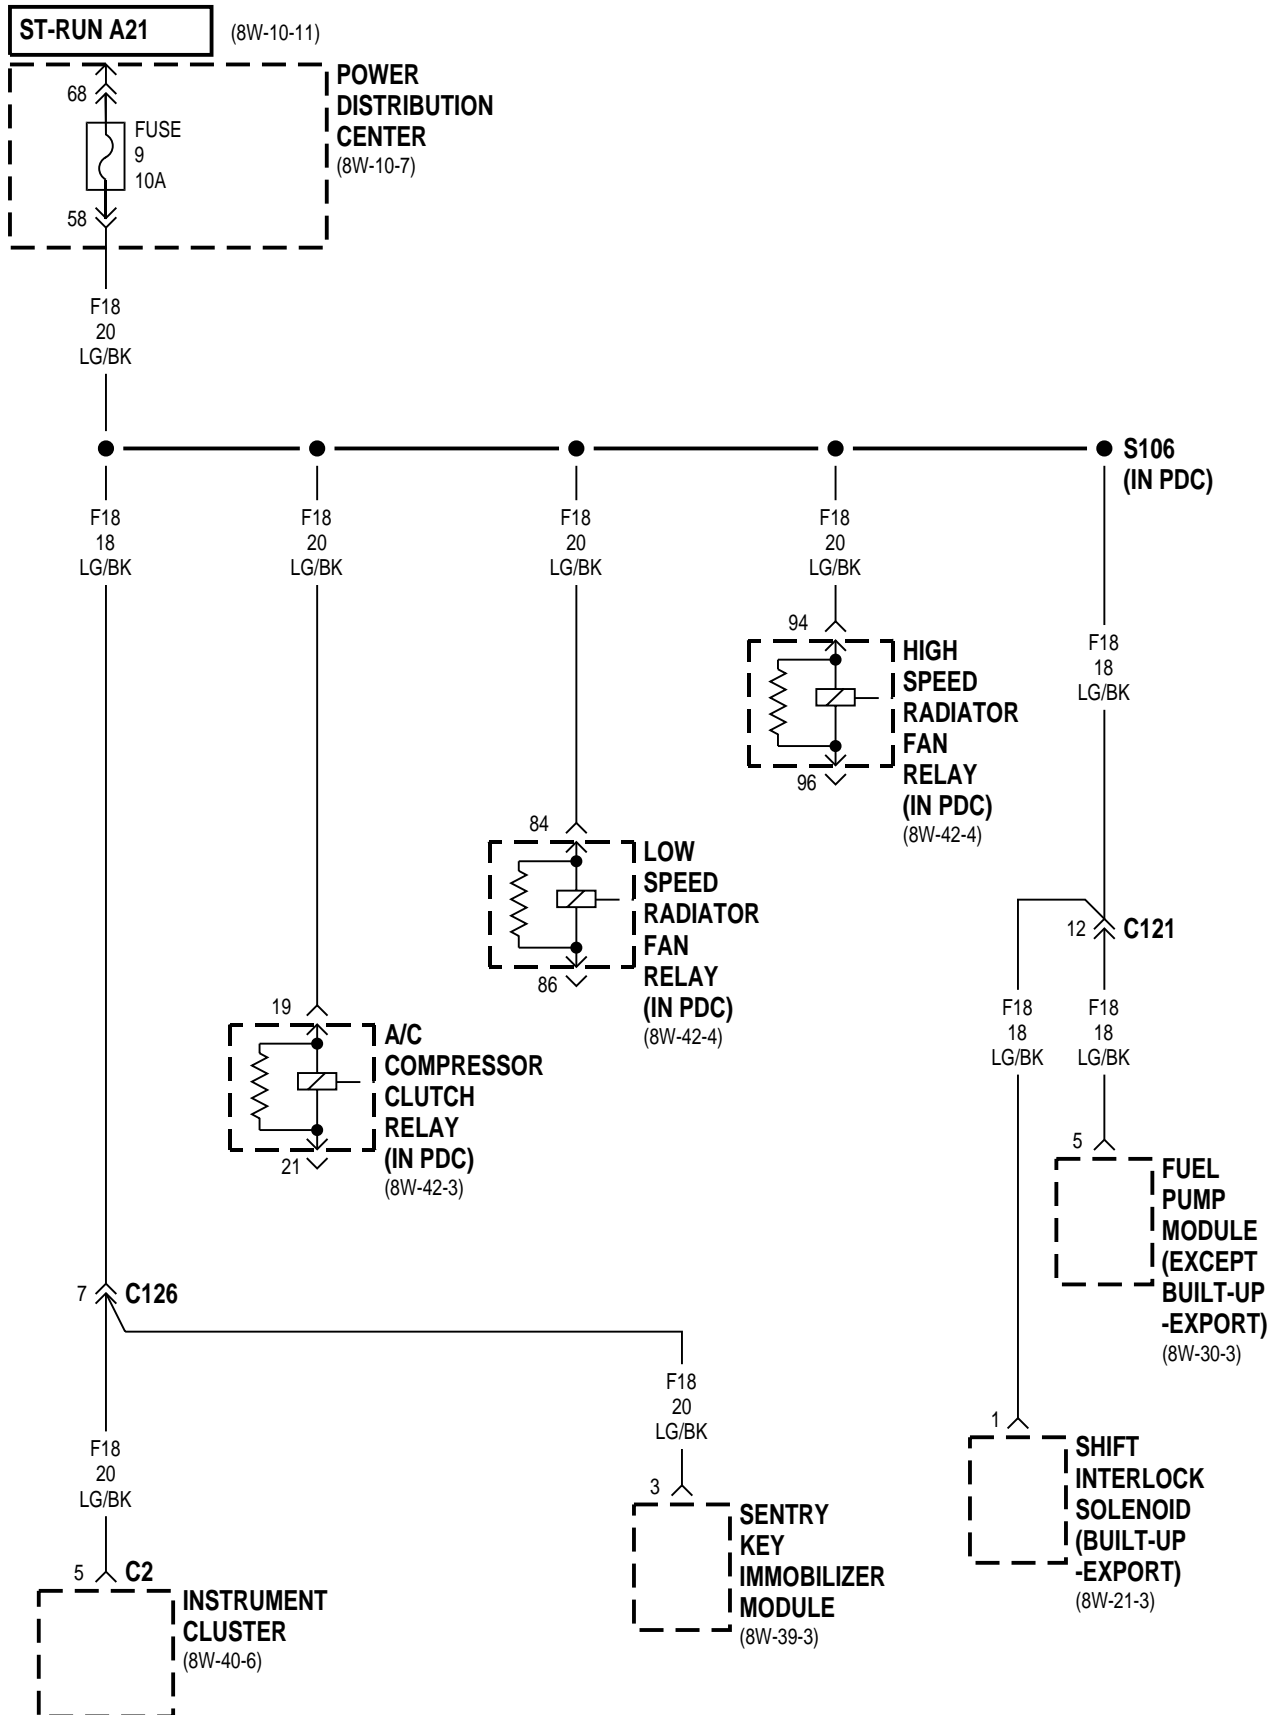 ST-RUN A21
(8W-10-11)
68
FUSE
9
10A
58
POWER
DISTRIBUTION
CENTER
(8W-10-7)
F18
20
LG/BK
S106
(IN PDC)
F18
18
LG/BK
F18
20
LG/BK
F18
20
LG/BK
F18
20
LG/BK
94
96
HIGH
SPEED
RADIATOR
FAN
RELAY
(IN PDC)
(8W-42-4)
F18
18
LG/BK
84
86
LOW
SPEED
RADIATOR
FAN
RELAY
(IN PDC)
(8W-42-4)
12
C121
19
21
A/C
COMPRESSOR
CLUTCH
RELAY
(IN PDC)
(8W-42-3)
F18
18
LG/BK
F18
18
LG/BK
5
FUEL
PUMP
MODULE
(EXCEPT
BUILT-UP
-EXPORT)
(8W-30-3)
7
C126
F18
20
LG/BK
F18
20
LG/BK
1
SHIFT
INTERLOCK
SOLENOID
(BUILT-UP
-EXPORT)
(8W-21-3)
3
SENTRY
KEY
IMMOBILIZER
MODULE
(8W-39-3)
5
C2
INSTRUMENT
CLUSTER
(8W-40-6)